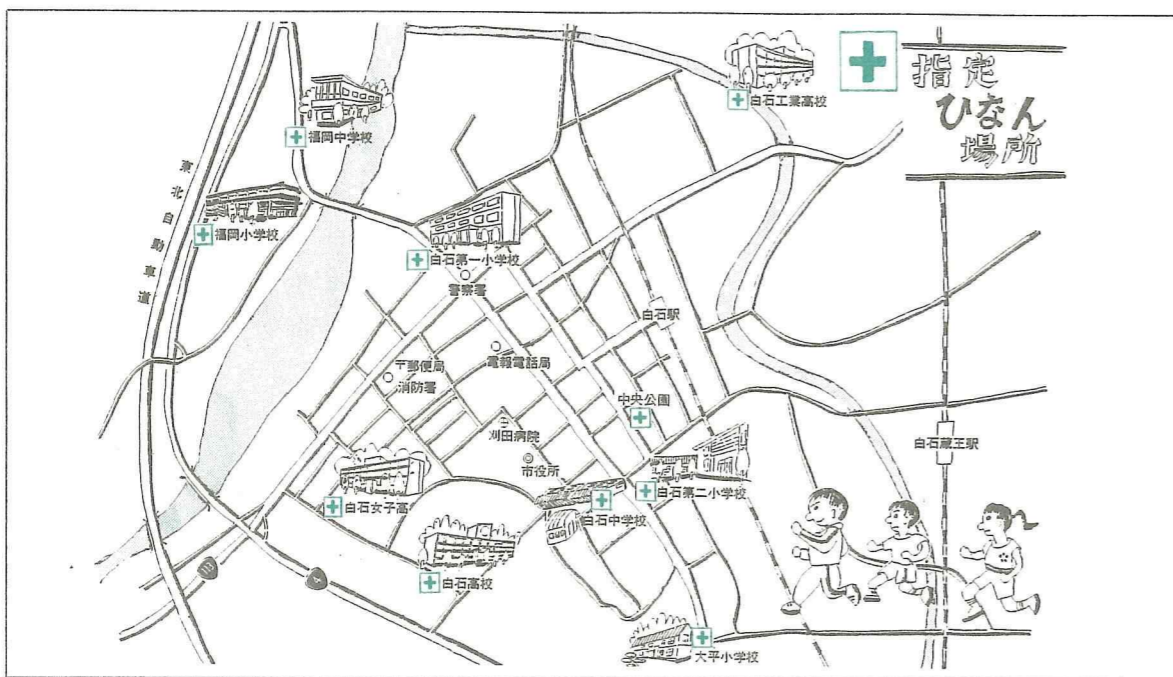 指定
ひなん
場所
白石工業高校
福岡中学校
東北自動車道
福岡小学校
白石第一小学校
警察署
白石駅
電報電話局
〒郵便局
消防署
中央公園
刈田病院
市役所
白石蔵王駅
白石女子高
白石第二小学校
白石中学校
白石高校
4
大平小学校